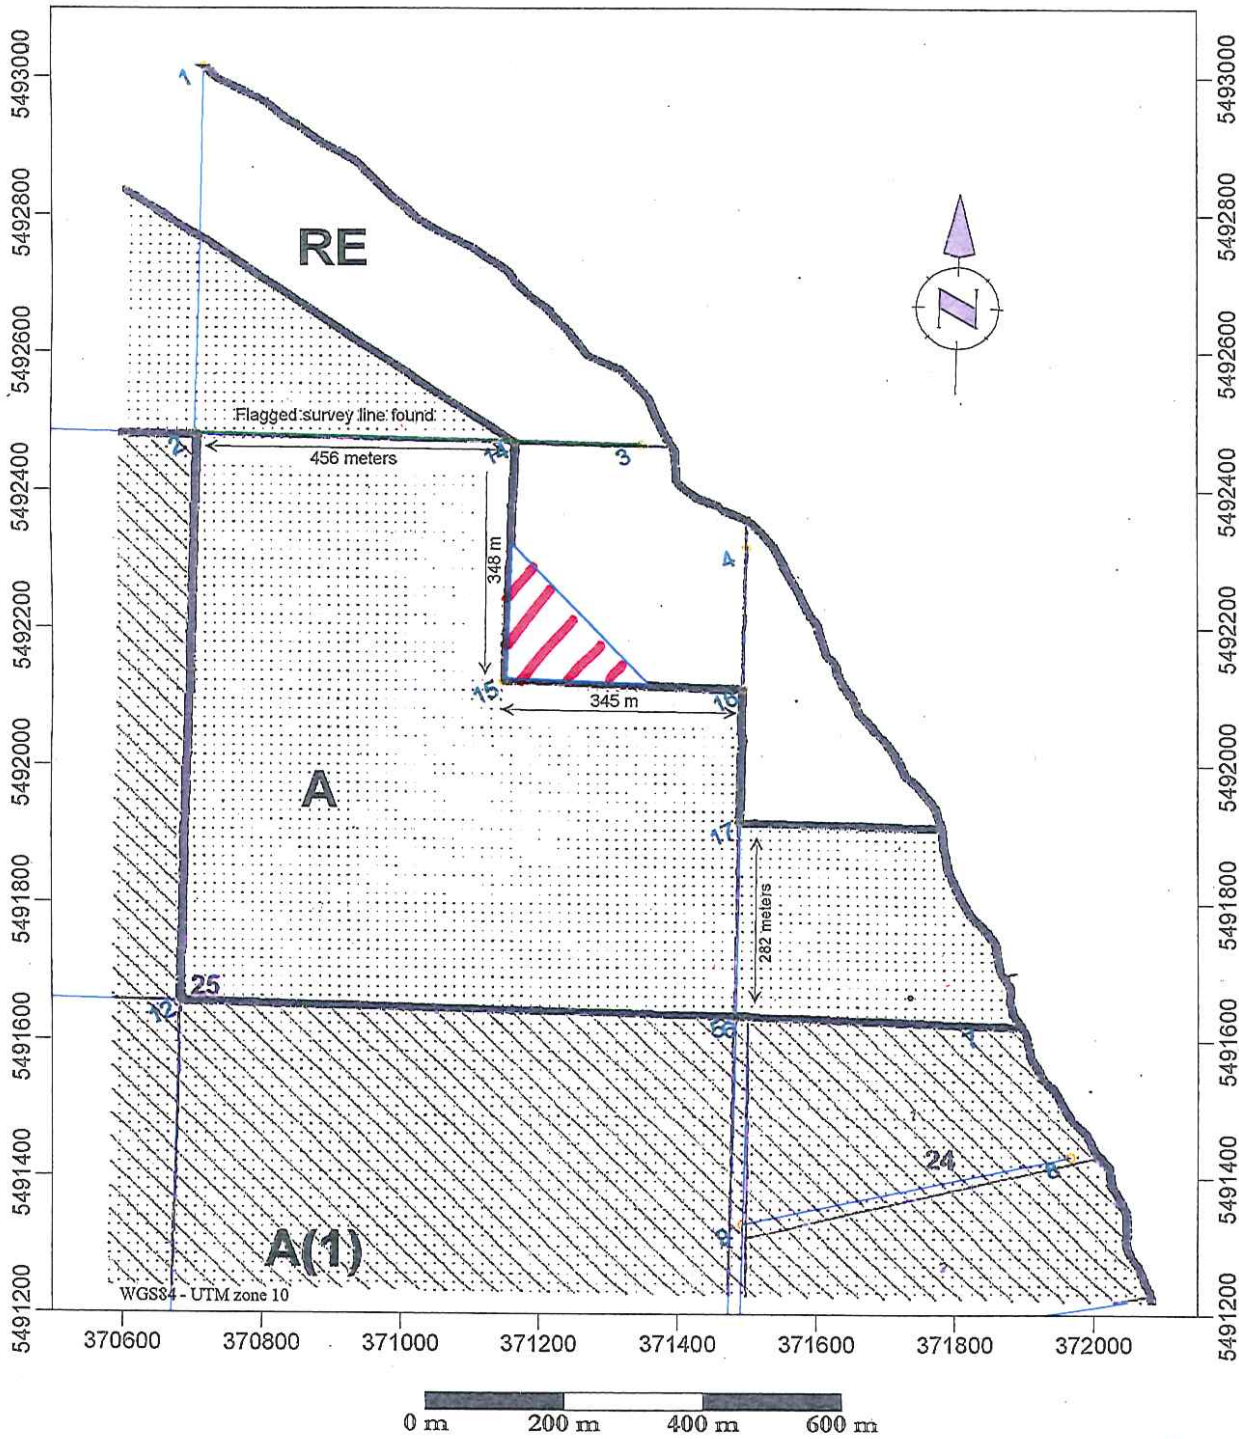 5493000
5493000
1
5492800
5492800
RE
N
5492600
5492600
Flagged survey line found
2
14
3
456 meters
5492400
5492400
348 m
4
5492200
5492200
15
16
345 m
5492000
5492000
A
17
5491800
5491800
282 meters
25
12
5491600
5491600
7
24
5491400
5491400
A(1)
WGS84 - UTM zone 10
5491200
5491200
370600
370800
371000
371200
371400
371600
371800
372000
0 m
200 m
400 m
600 m